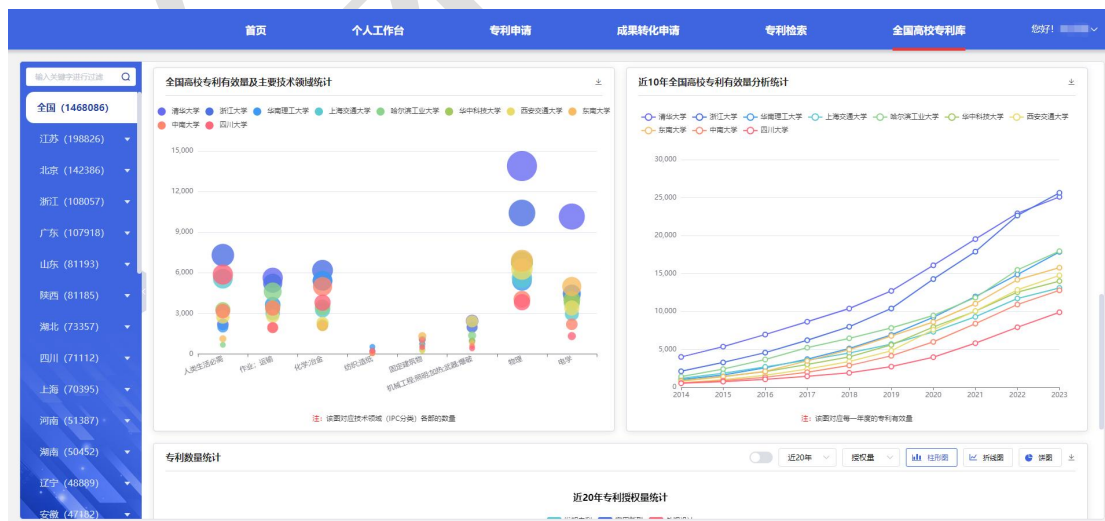 首页 个人工作台 专利申请 成果转化申请 专利检索 全国高校专利库 您好!
输入关键字进行过滤
全国 (1468086)
江苏 (198826)
北京 (142386)
浙江 (108057)
广东 (107918)
山东 (81193)
陕西 (81185)
湖北 (73357)
四川 (71112)
上海 (70395)
河南 (51387)
湖南 (50452)
辽宁 (48889)
安徽 (47182)
全国高校专利有效量及主要技术领域统计
清华大学 浙江大学 华南理工大学 上海交通大学 哈尔滨工业大学 华中科技大学 西安交通大学 东南大学
中南大学 四川大学
15,000
12,000
9,000
6,000
3,000
0
人类生活必需 作业;运输 化学;冶金 纺织;造纸 固定建筑物 机械工程;照明;加热;武器;爆破 物理 电学
注:该图对应技术领域(IPC分类)各部的数量
近10年全国高校专利有效量分析统计
清华大学 浙江大学 华南理工大学 上海交通大学 哈尔滨工业大学 华中科技大学 西安交通大学
东南大学 中南大学 四川大学
30,000
25,000
20,000
15,000
10,000
5,000
0
2014 2015 2016 2017 2018 2019 2020 2021 2022 2023
注:该图对应每一年度的专利有效量
专利数量统计 近20年 授权量 柱形图 折线图 饼图
近20年专利授权量统计